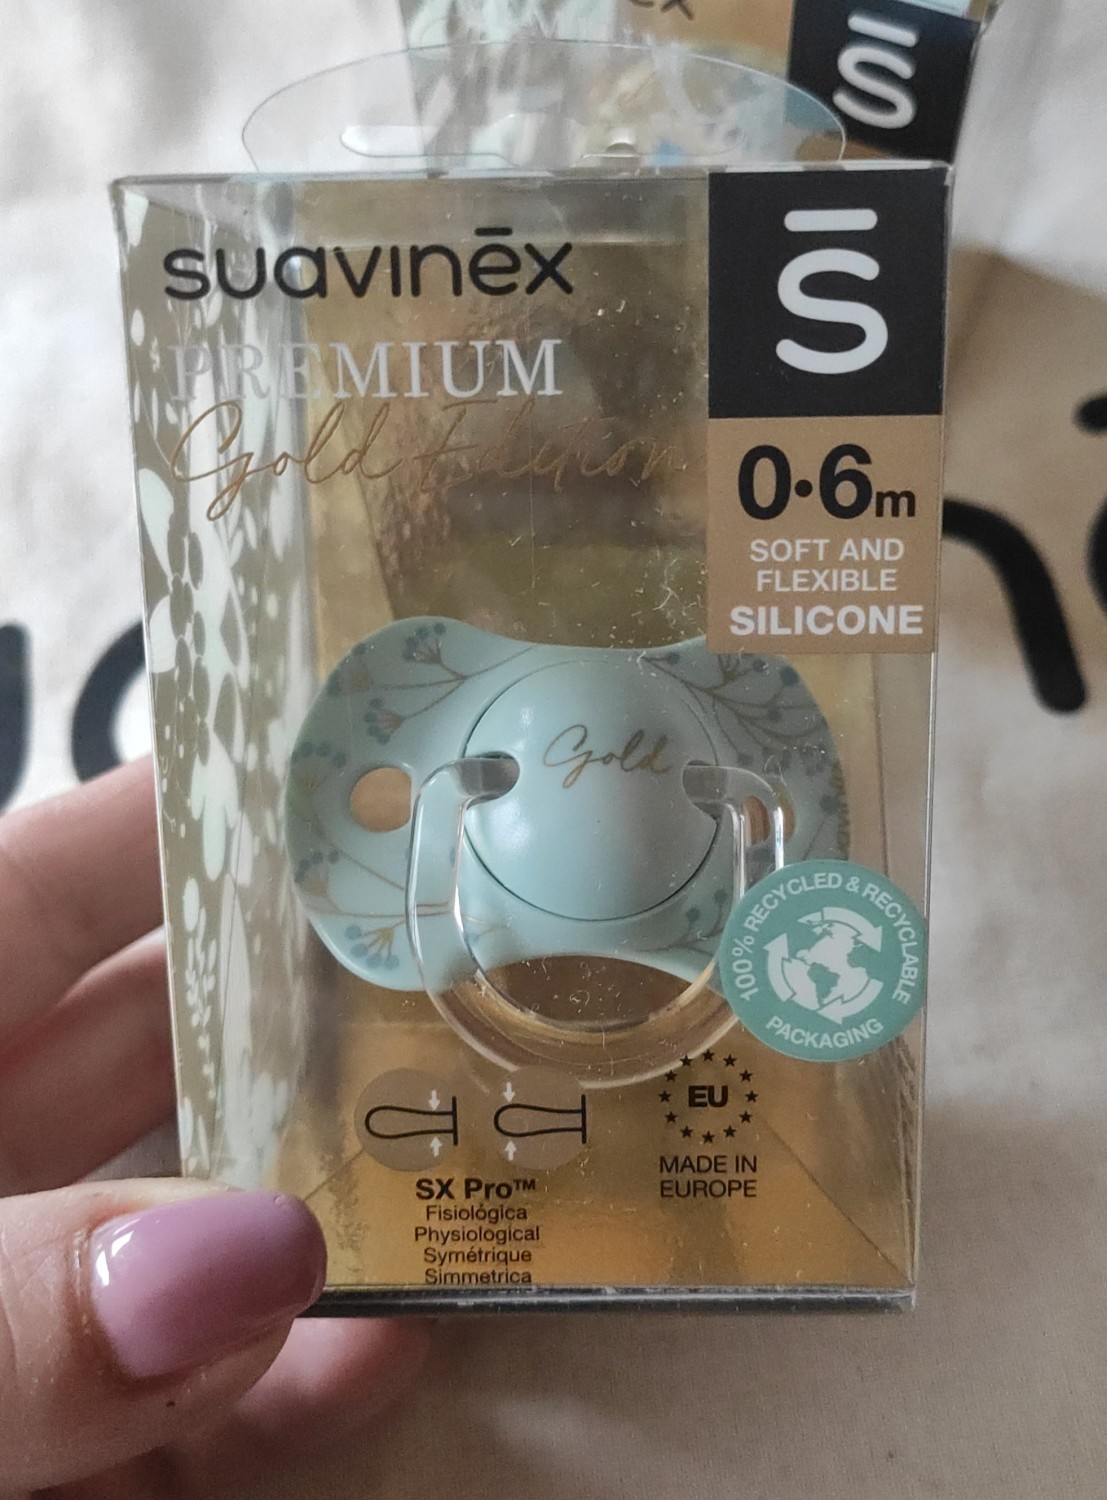 suavinēx
PREMIUM
Gold Edition
S̄
0•6m
SOFT AND
FLEXIBLE
SILICONE
Gold
100% RECYCLED & RECYCLABLE
PACKAGING
EU
MADE IN
EUROPE
SX Pro™
Fisiológica
Physiological
Symétrique
Simmetrica